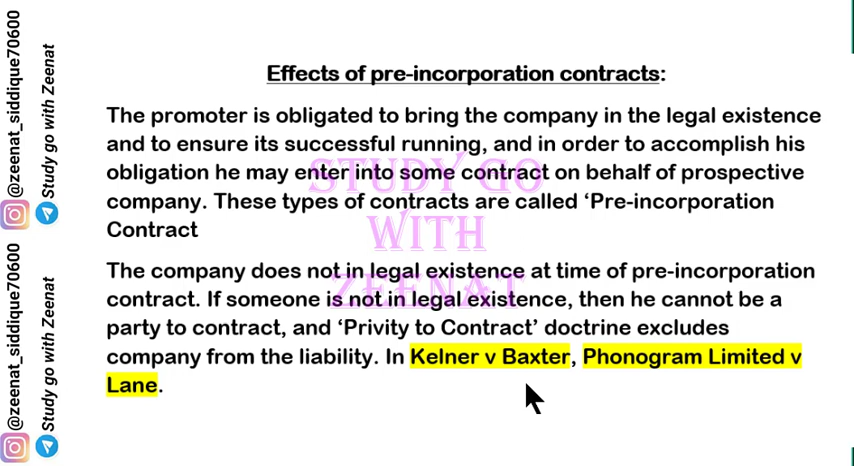 Effects of pre-incorporation contracts:
The promoter is obligated to bring the company in the legal existence
and to ensure its successful running, and in order to accomplish his
obligation he may enter into some contract on behalf of prospective
company. These types of contracts are called ‘Pre-incorporation
Contract
The company does not in legal existence at time of pre-incorporation
contract. If someone is not in legal existence, then he cannot be a
party to contract, and ‘Privity to Contract’ doctrine excludes
company from the liability. In Kelner v Baxter, Phonogram Limited v
Lane.
STUDY GO
WITH
ZEENAT
@zeenat_siddique70600
Study go with Zeenat
@zeenat_siddique70600
Study go with Zeenat